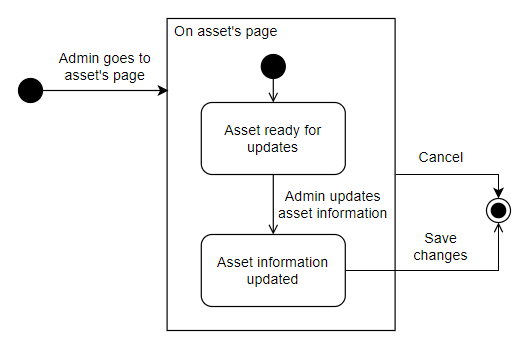 On asset's page
Admin goes to
asset's page
Asset ready for
updates
Cancel
Admin updates
asset information
Save
changes
Asset information
updated